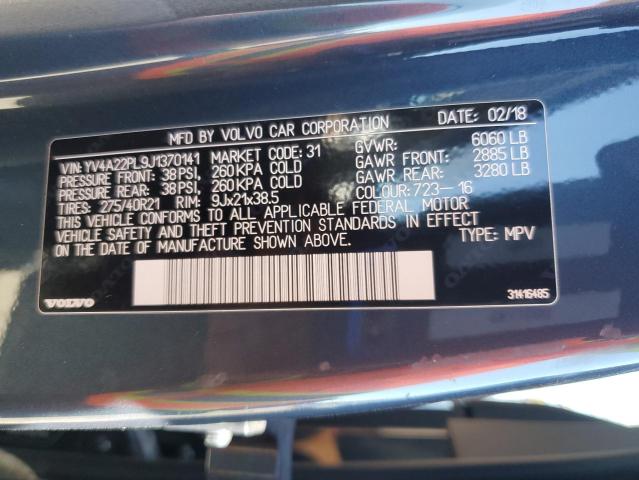 MFD BY VOLVO CAR CORPORATION DATE: 02/18
VIN: YV4A22PL9J1370141 MARKET CODE: 31 GVWR: 6060 LB
PRESSURE FRONT: 38 PSI, 260 KPA COLD GAWR FRONT: 2885 LB
PRESSURE REAR: 38 PSI, 260 KPA COLD GAWR REAR: 3280 LB
TIRES: 275/40R21 RIM: 9Jx21x38.5 COLOUR: 723-16
THIS VEHICLE CONFORMS TO ALL APPLICABLE FEDERAL MOTOR
VEHICLE SAFETY AND THEFT PREVENTION STANDARDS IN EFFECT
ON THE DATE OF MANUFACTURE SHOWN ABOVE. TYPE: MPV
VOLVO 31416485